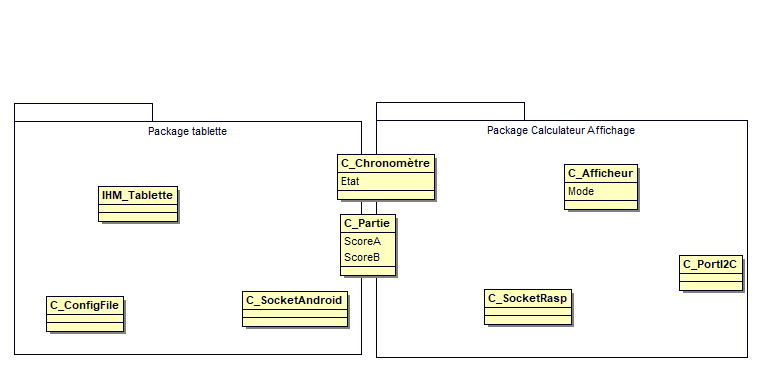 Package tablette
Package Calculateur Affichage
C_Chronomètre
Etat
C_Afficheur
Mode
IHM_Tablette
C_Partie
ScoreA
ScoreB
C_PortI2C
C_ConfigFile
C_SocketAndroid
C_SocketRasp